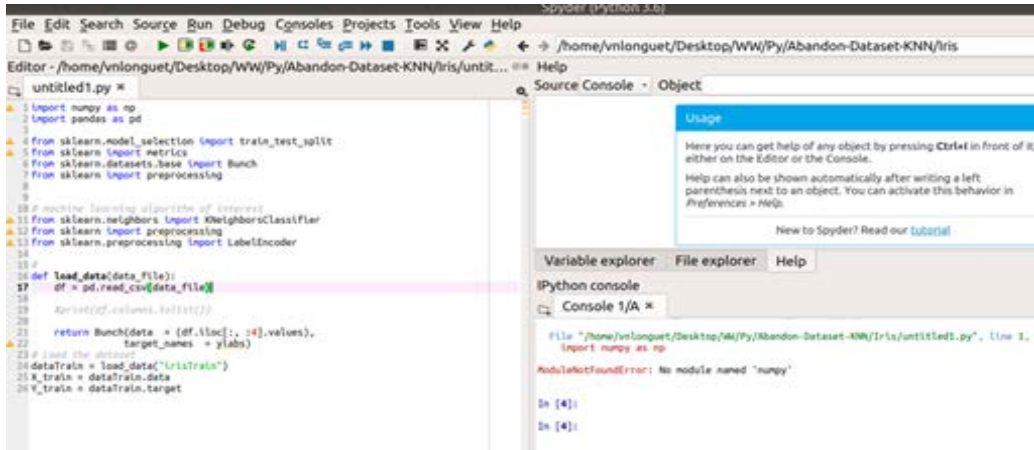 Spyder (Python 3.6)
File Edit Search Source Run Debug Consoles Projects Tools View Help
/home/vnlonguet/Desktop/WW/Py/Abandon-Dataset-KNN/Iris
Editor - /home/vnlonguet/Desktop/WW/Py/Abandon-Dataset-KNN/Iris/untit...
untitled1.py
1 import numpy as np
2 import pandas as pd
3
4 from sklearn.model_selection import train_test_split
5 from sklearn import metrics
6 from sklearn.datasets.base import Bunch
7 from sklearn import preprocessing
8
9
10 # machine learning algorithm of interest
11 from sklearn.neighbors import KNeighborsClassifier
12 from sklearn import preprocessing
13 from sklearn.preprocessing import LabelEncoder
14
15 #
16 def load_data(data_file):
17 df = pd.read_csv(data_file)
18
19 #print(df.columns.tolist())
20
21 return Bunch(data = (df.iloc[:, :4].values),
22 target_names = ylabs)
23 # Load the dataset
24 dataTrain = load_data("irisTrain")
25 X_train = dataTrain.data
26 Y_train = dataTrain.target
Help
Source Console Object
Usage
Here you can get help of any object by pressing Ctrl+I in front of it,
either on the Editor or the Console.
Help can also be shown automatically after writing a left
parenthesis next to an object. You can activate this behavior in
Preferences > Help.
New to Spyder? Read our tutorial
Variable explorer File explorer Help
IPython console
Console 1/A
File "/home/vnlonguet/Desktop/WW/Py/Abandon-Dataset-KNN/Iris/untitled1.py", line 1,
import numpy as np
ModuleNotFoundError: No module named 'numpy'
In [4]:
In [4]: